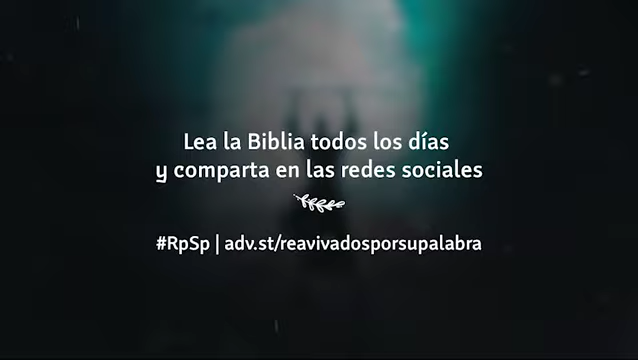 Lea la Biblia todos los días
y comparta en las redes sociales
#RpSp | adv.st/reavivadosporsupalabra